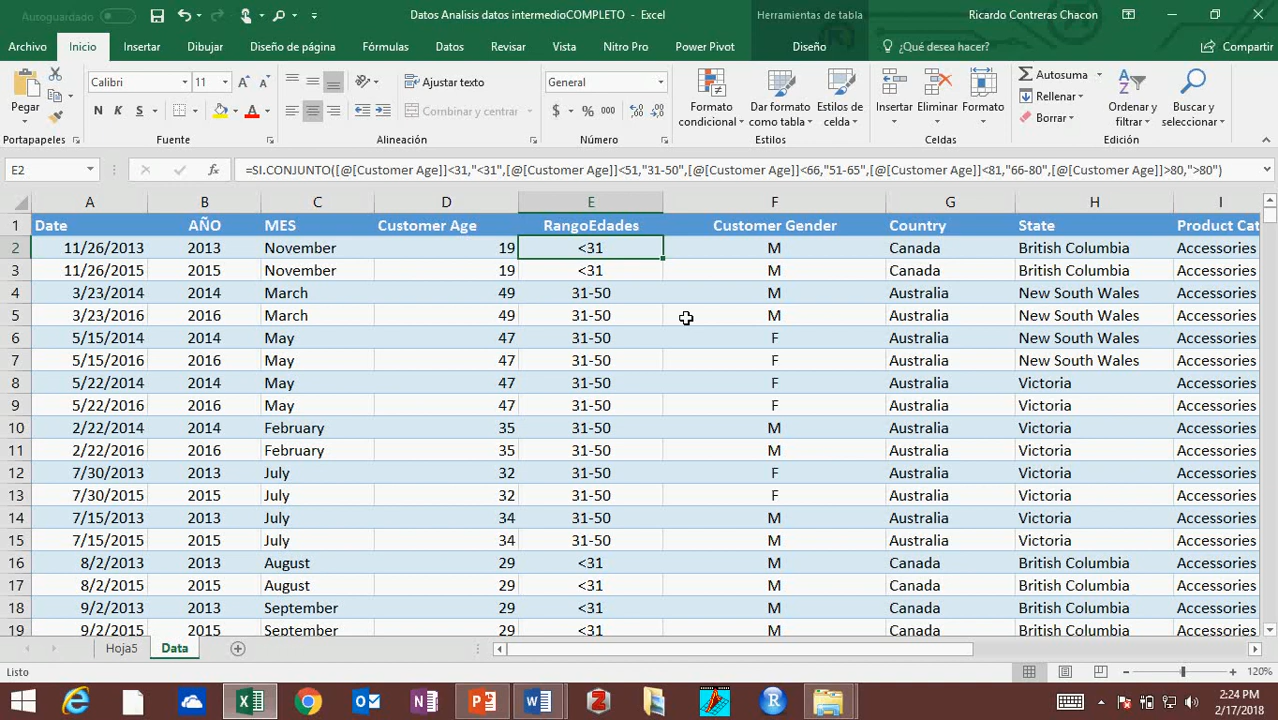 Autoguardado
Datos Analisis datos intermedioCOMPLETO - Excel
Herramientas de tabla
Ricardo Contreras Chacon
Archivo Inicio Insertar Dibujar Diseño de página Fórmulas Datos Revisar Vista Nitro Pro Power Pivot Diseño ¿Qué desea hacer? Compartir
Pegar
Calibri 11
N K S
Ajustar texto
Combinar y centrar
General
$ % 000
Formato condicional
Dar formato como tabla
Estilos de celda
Insertar Eliminar Formato
Autosuma
Rellenar
Borrar
Ordenar y filtrar
Buscar y seleccionar
Portapapeles Fuente Alineación Número Estilos Celdas Edición
E2 fx =SI.CONJUNTO([@[Customer Age]]<31,"<31",[@[Customer Age]]<51,"31-50",[@[Customer Age]]<66,"51-65",[@[Customer Age]]<81,"66-80",[@[Customer Age]]>80,">80")
A B C D E F G H I
1 Date AÑO MES Customer Age RangoEdades Customer Gender Country State Product Cat
2 11/26/2013 2013 November 19 <31 M Canada British Columbia Accessories
3 11/26/2015 2015 November 19 <31 M Canada British Columbia Accessories
4 3/23/2014 2014 March 49 31-50 M Australia New South Wales Accessories
5 3/23/2016 2016 March 49 31-50 M Australia New South Wales Accessories
6 5/15/2014 2014 May 47 31-50 F Australia New South Wales Accessories
7 5/15/2016 2016 May 47 31-50 F Australia New South Wales Accessories
8 5/22/2014 2014 May 47 31-50 F Australia Victoria Accessories
9 5/22/2016 2016 May 47 31-50 F Australia Victoria Accessories
10 2/22/2014 2014 February 35 31-50 M Australia Victoria Accessories
11 2/22/2016 2016 February 35 31-50 M Australia Victoria Accessories
12 7/30/2013 2013 July 32 31-50 F Australia Victoria Accessories
13 7/30/2015 2015 July 32 31-50 F Australia Victoria Accessories
14 7/15/2013 2013 July 34 31-50 M Australia Victoria Accessories
15 7/15/2015 2015 July 34 31-50 M Australia Victoria Accessories
16 8/2/2013 2013 August 29 <31 M Canada British Columbia Accessories
17 8/2/2015 2015 August 29 <31 M Canada British Columbia Accessories
18 9/2/2013 2013 September 29 <31 M Canada British Columbia Accessories
19 9/2/2015 2015 September 29 <31 M Canada British Columbia Accessories
Hoja5 Data
Listo 120%
2:24 PM
2/17/2018